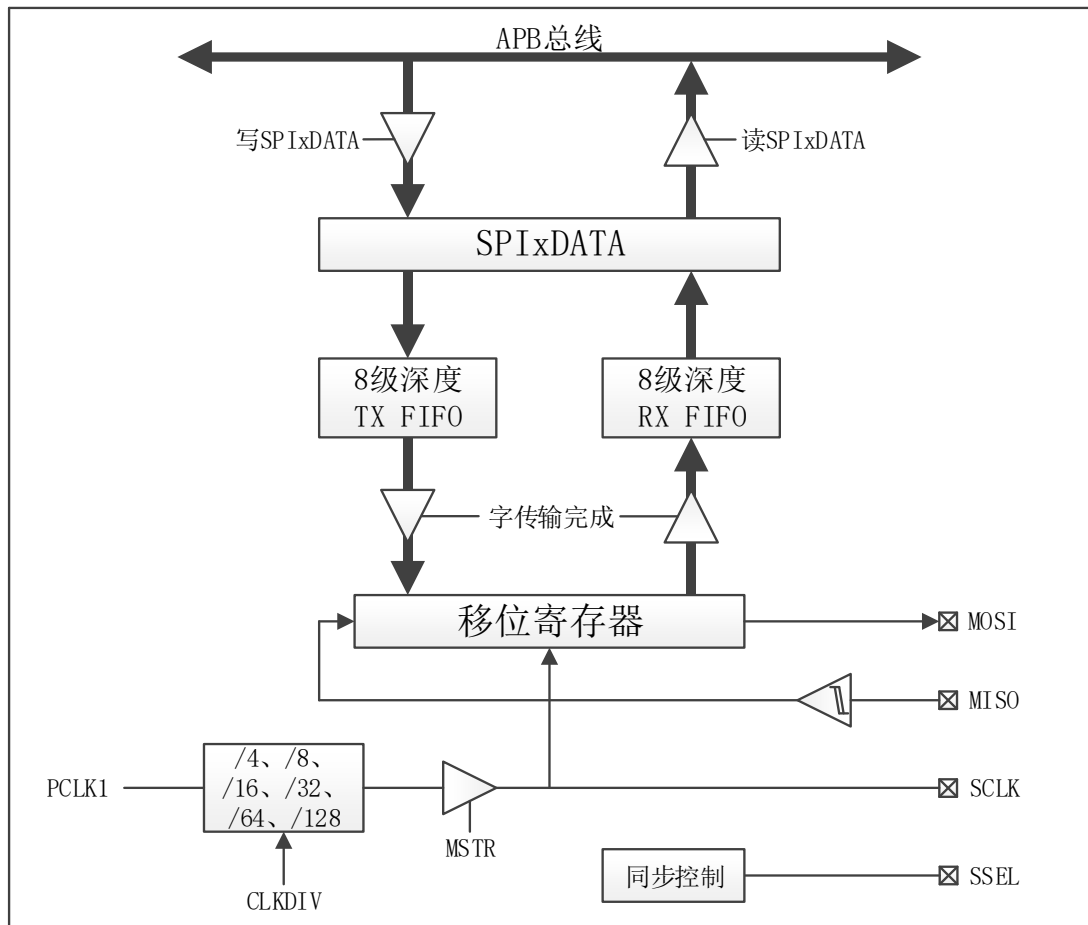 APB总线
写SPIxDATA
读SPIxDATA
SPIxDATA
8级深度
TX FIFO
8级深度
RX FIFO
字传输完成
移位寄存器
MOSI
MISO
/4、/8、
/16、/32、
/64、/128
PCLK1
SCLK
MSTR
CLKDIV
同步控制
SSEL